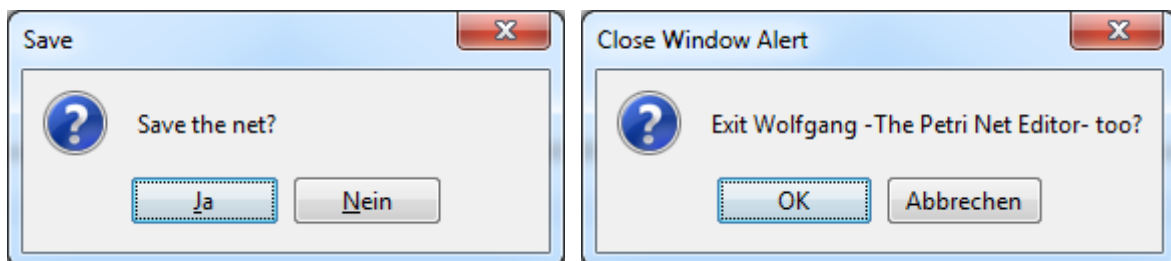 Save
Save the net?
Ja
Nein
Close Window Alert
Exit Wolfgang -The Petri Net Editor- too?
OK
Abbrechen